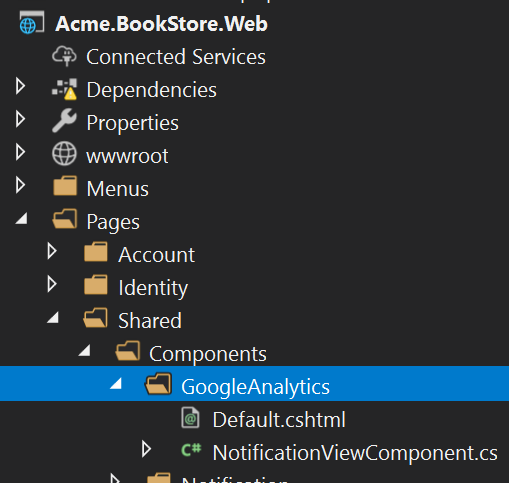 Acme.BookStore.Web
Connected Services
Dependencies
Properties
wwwroot
Menus
Pages
Account
Identity
Shared
Components
GoogleAnalytics
Default.cshtml
C# NotificationViewComponent.cs
Notification